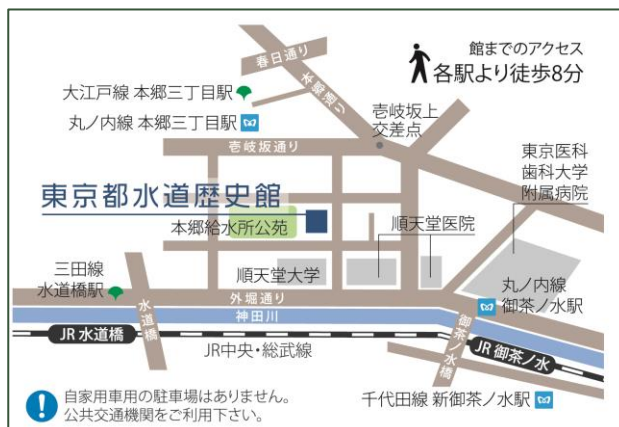 館までのアクセス
各駅より徒歩8分
春日通り
本郷通り
大江戸線 本郷三丁目駅
丸ノ内線 本郷三丁目駅
壱岐坂上
交差点
壱岐坂通り
東京医科
歯科大学
附属病院
東京都水道歴史館
本郷給水所公苑
順天堂医院
三田線
水道橋駅
順天堂大学
丸ノ内線
御茶ノ水駅
外堀通り
水道橋
神田川
御茶ノ水橋
JR 水道橋
JR中央・総武線
JR 御茶ノ水
自家用車用の駐車場はありません。
公共交通機関をご利用下さい。
千代田線 新御茶ノ水駅